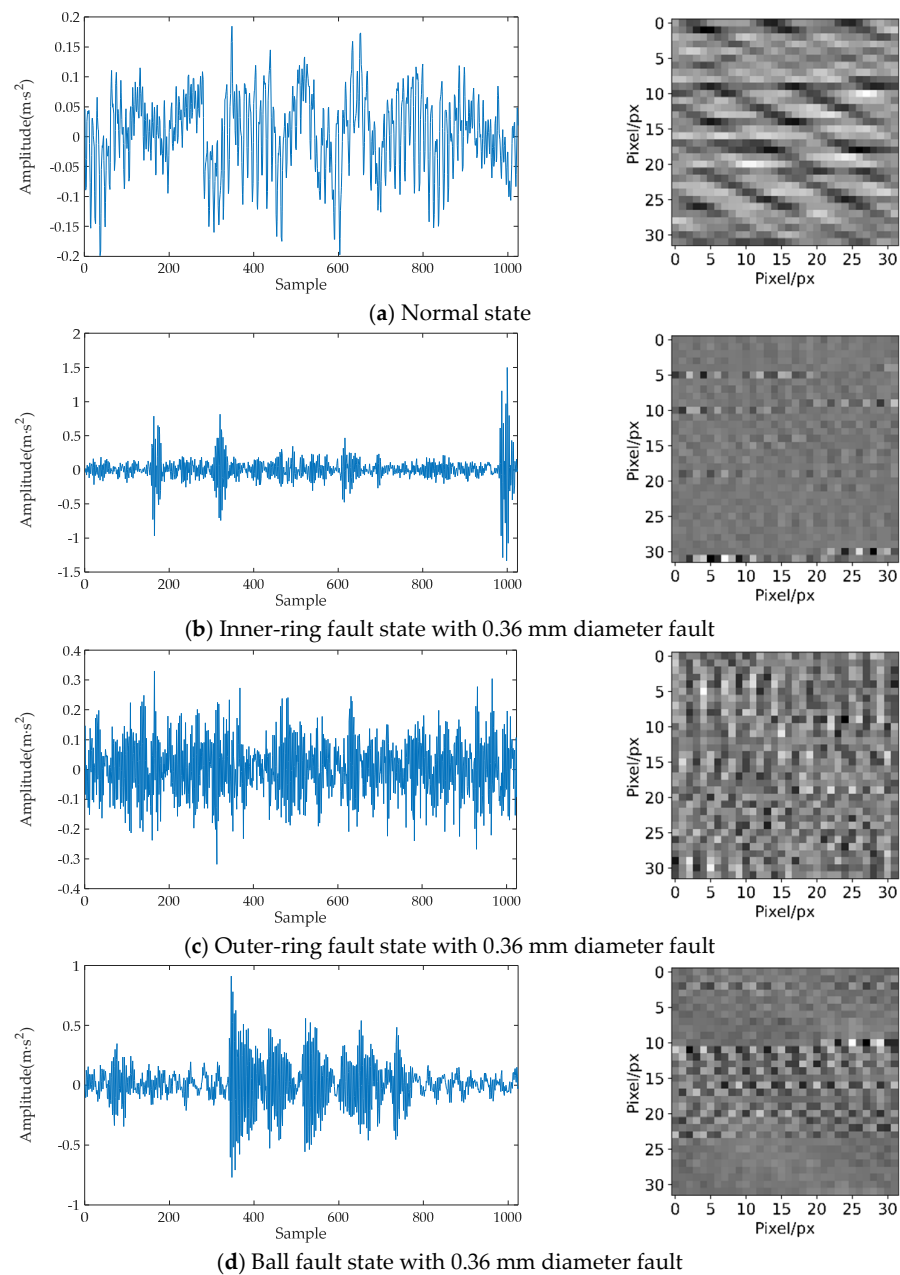 0.2
0.15
0.1
0.05
0
-0.05
-0.1
-0.15
-0.2
Amplitude(m·s²)
0 200 400 600 800 1000
Sample
0
5
10
15
20
25
30
Pixel/px
0 5 10 15 20 25 30
Pixel/px
(a) Normal state
2
1.5
1
0.5
0
-0.5
-1
-1.5
Amplitude(m·s²)
0 200 400 600 800 1000
Sample
0
5
10
15
20
25
30
Pixel/px
0 5 10 15 20 25 30
Pixel/px
(b) Inner-ring fault state with 0.36 mm diameter fault
0.4
0.3
0.2
0.1
0
-0.1
-0.2
-0.3
-0.4
Amplitude(m·s²)
0 200 400 600 800 1000
Sample
0
5
10
15
20
25
30
Pixel/px
0 5 10 15 20 25 30
Pixel/px
(c) Outer-ring fault state with 0.36 mm diameter fault
1
0.5
0
-0.5
-1
Amplitude(m·s²)
0 200 400 600 800 1000
Sample
0
5
10
15
20
25
30
Pixel/px
0 5 10 15 20 25 30
Pixel/px
(d) Ball fault state with 0.36 mm diameter fault